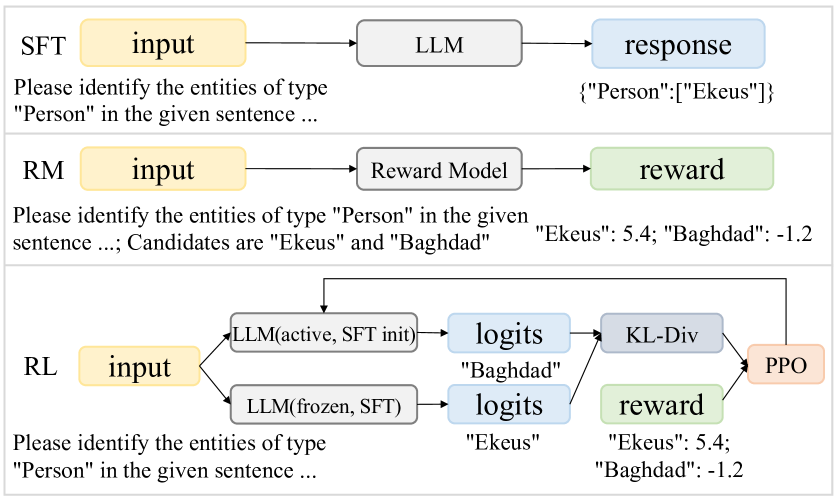 SFT input LLM response
Please identify the entities of type
"Person" in the given sentence ...
{"Person":["Ekeus"]}
RM input Reward Model reward
Please identify the entities of type "Person" in the given
sentence ...; Candidates are "Ekeus" and "Baghdad"
"Ekeus": 5.4; "Baghdad": -1.2
RL input
LLM(active, SFT init) logits KL-Div
"Baghdad"
PPO
LLM(frozen, SFT) logits reward
"Ekeus"
"Ekeus": 5.4;
"Baghdad": -1.2
Please identify the entities of type
"Person" in the given sentence ...